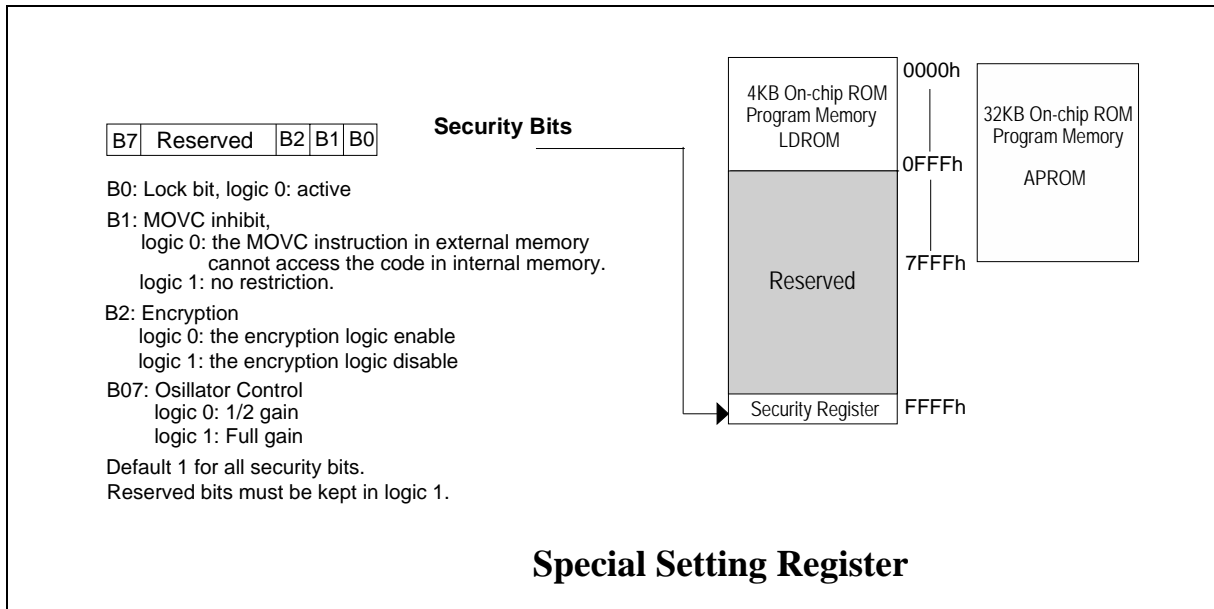 B7 Reserved B2 B1 B0
Security Bits
B0: Lock bit, logic 0: active
B1: MOVC inhibit,
logic 0: the MOVC instruction in external memory
cannot access the code in internal memory.
logic 1: no restriction.
B2: Encryption
logic 0: the encryption logic enable
logic 1: the encryption logic disable
B07: Osillator Control
logic 0: 1/2 gain
logic 1: Full gain
Default 1 for all security bits.
Reserved bits must be kept in logic 1.
4KB On-chip ROM
Program Memory
LDROM
Reserved
Security Register
0000h
0FFFh
7FFFh
FFFFh
32KB On-chip ROM
Program Memory
APROM
Special Setting Register